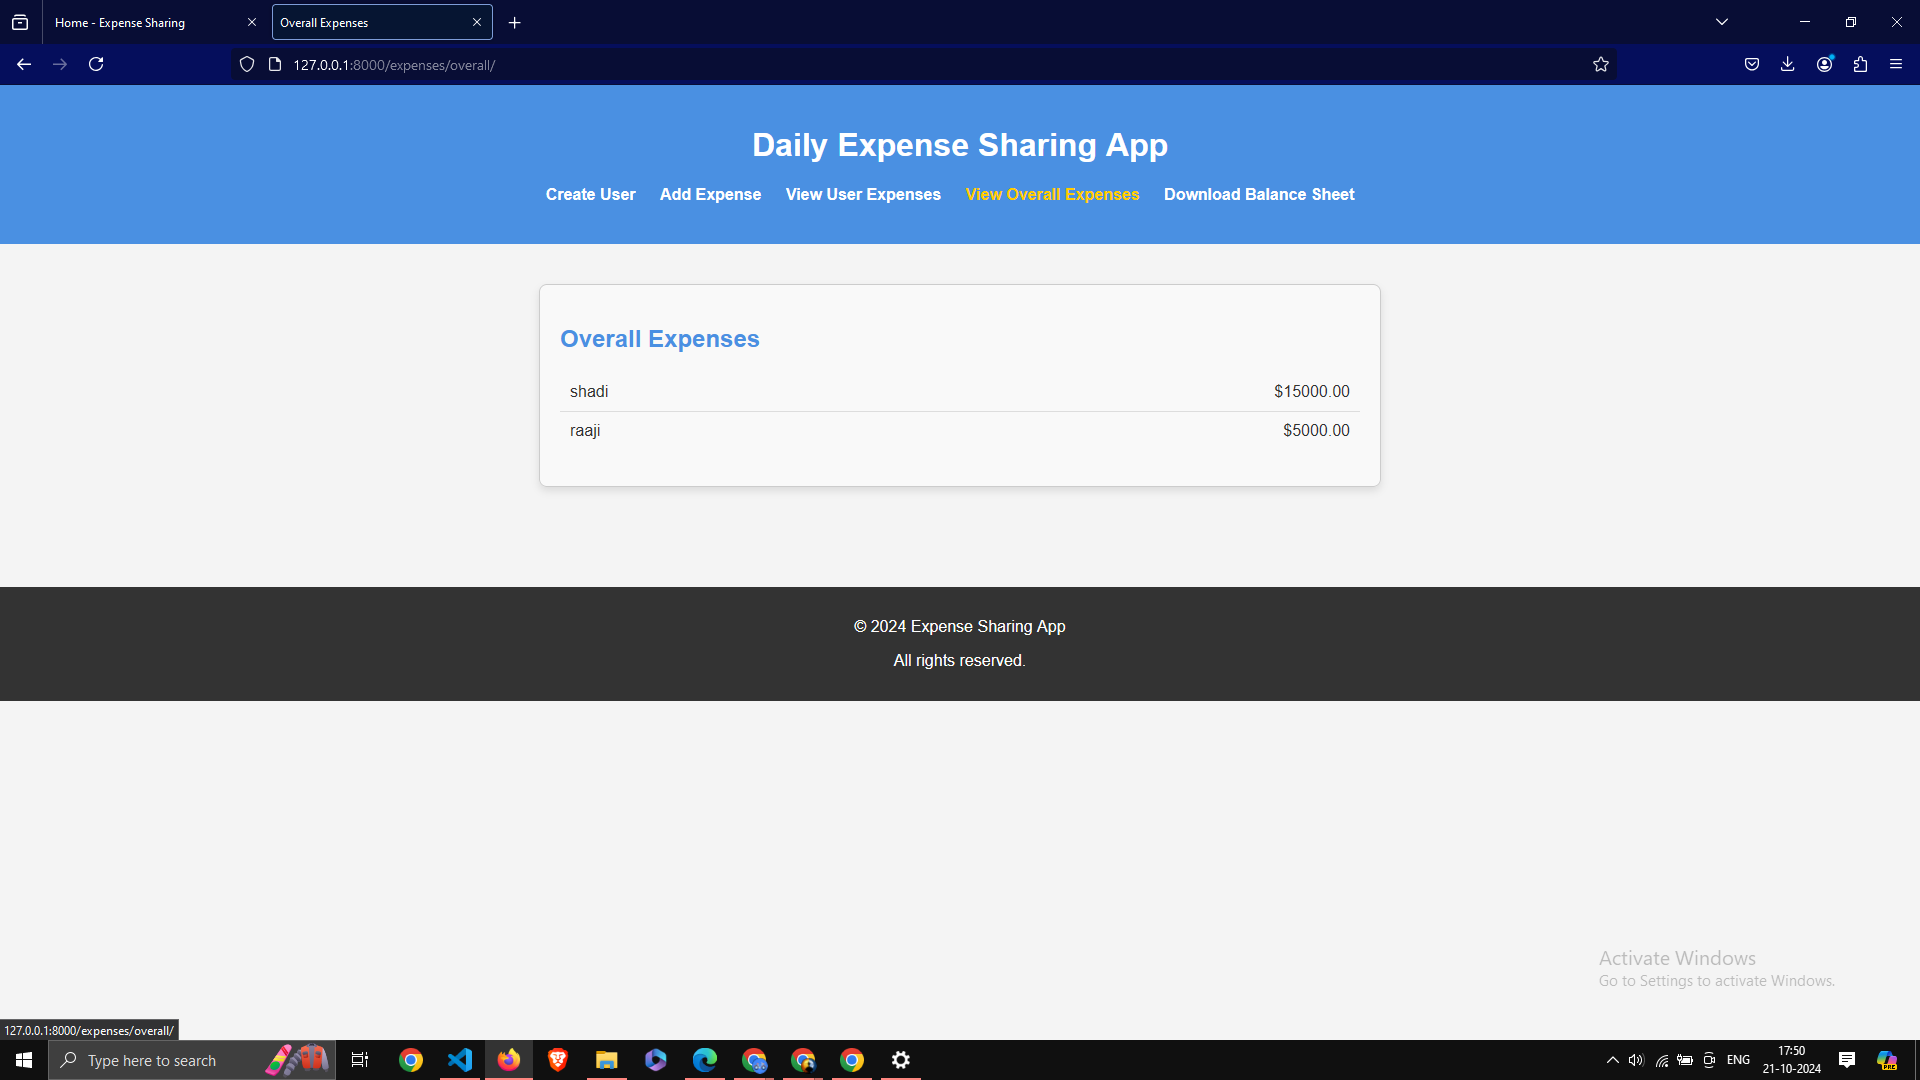 Home - Expense Sharing
Overall Expenses
127.0.0.1:8000/expenses/overall/
Daily Expense Sharing App
Create User Add Expense View User Expenses View Overall Expenses Download Balance Sheet
Overall Expenses
shadi $15000.00
raaji $5000.00
© 2024 Expense Sharing App
All rights reserved.
Activate Windows
Go to Settings to activate Windows.
127.0.0.1:8000/expenses/overall/
Type here to search
ENG
17:50
21-10-2024
PRE